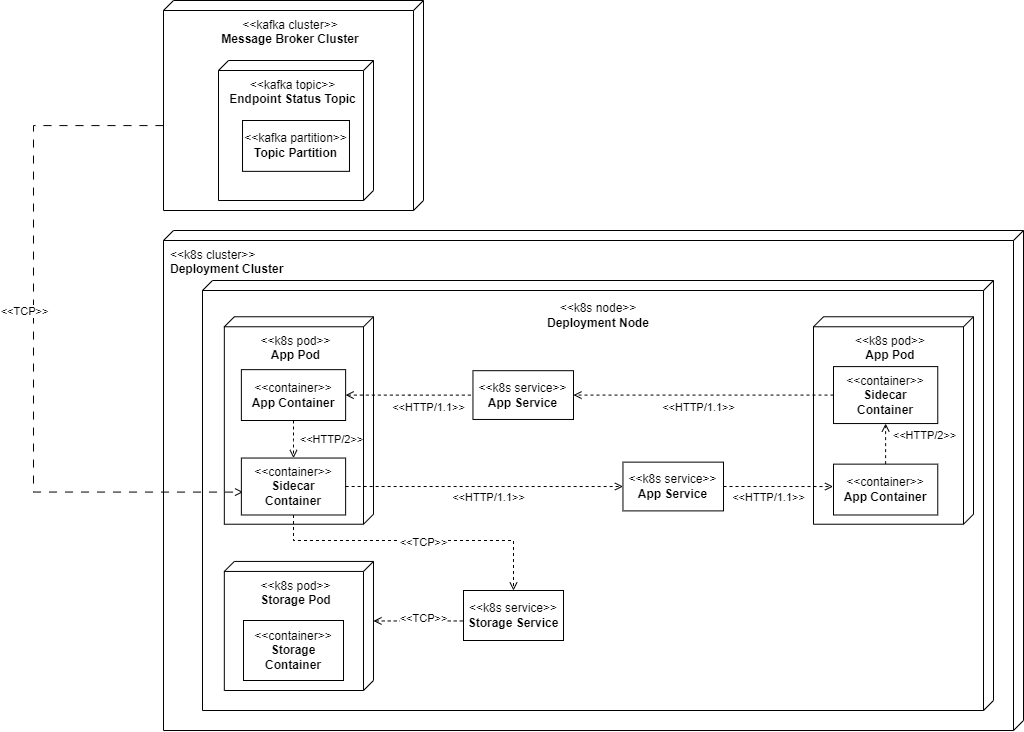 <<kafka cluster>>
Message Broker Cluster
<<kafka topic>>
Endpoint Status Topic
<<kafka partition>>
Topic Partition
<<TCP>>
<<k8s cluster>>
Deployment Cluster
<<k8s node>>
Deployment Node
<<k8s pod>>
App Pod
<<container>>
App Container
<<HTTP/2>>
<<container>>
Sidecar
Container
<<HTTP/1.1>>
<<k8s service>>
App Service
<<HTTP/1.1>>
<<k8s pod>>
App Pod
<<container>>
Sidecar
Container
<<HTTP/2>>
<<container>>
App Container
<<HTTP/1.1>>
<<k8s service>>
App Service
<<HTTP/1.1>>
<<TCP>>
<<k8s pod>>
Storage Pod
<<container>>
Storage
Container
<<TCP>>
<<k8s service>>
Storage Service